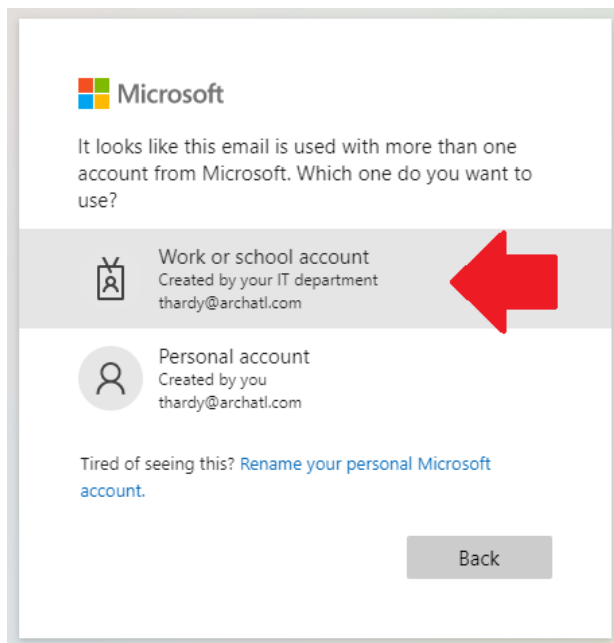 Microsoft
It looks like this email is used with more than one
account from Microsoft. Which one do you want to
use?
Work or school account
Created by your IT department
thardy@archatl.com
Personal account
Created by you
thardy@archatl.com
Tired of seeing this? Rename your personal Microsoft
account.
Back